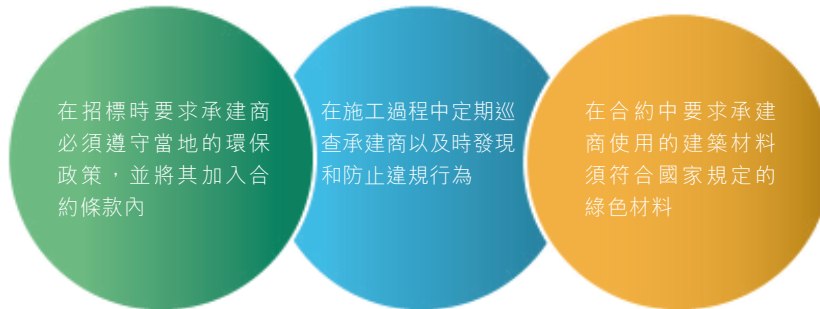 在招標時要求承建商
必須遵守當地的環保
政策，並將其加入合
約條款內
在施工過程中定期巡
查承建商以及時發現
和防止違規行為
在合約中要求承建
商使用的建築材料
須符合國家規定的
綠色材料